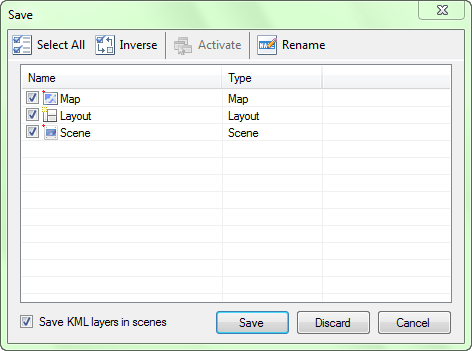 Save
Select All Inverse Activate Rename
Name Type
Map Map
Layout Layout
Scene Scene
Save KML layers in scenes Save Discard Cancel